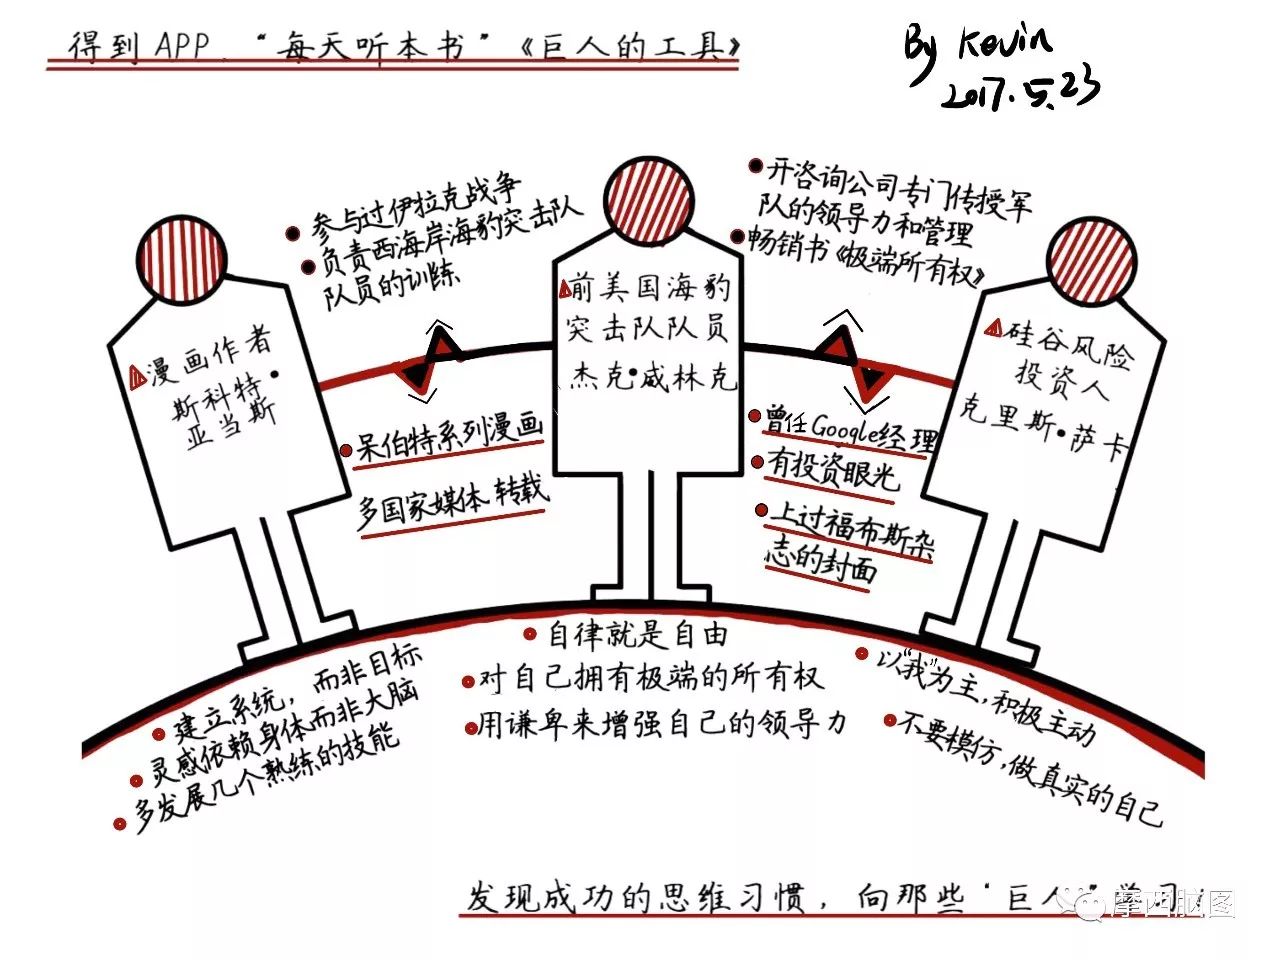 得到 APP. “每天听本书”《巨人的工具》
By Kevin
2017.5.23
参与过伊拉克战争
负责西海岸海豹突击队
队员的训练
开咨询公司专门传授军
队的领导力和管理
畅销书《极端所有权》
漫画作者
斯科特·
亚当斯
前美国海豹
突击队队员
杰克·威林克
硅谷风险
投资人
克里斯·萨卡
呆伯特系列漫画
多国家媒体转载
曾任Google经理
有投资眼光
上过福布斯杂
志的封面
建立系统，而非目标
灵感依赖身体而非大脑
多发展几个熟练的技能
自律就是自由
对自己拥有极端的所有权
用谦卑来增强自己的领导力
以“我”为主，积极主动
不要模仿，做真实的自己
发现成功的思维习惯，向那些“巨人”学习！
摩西脑图